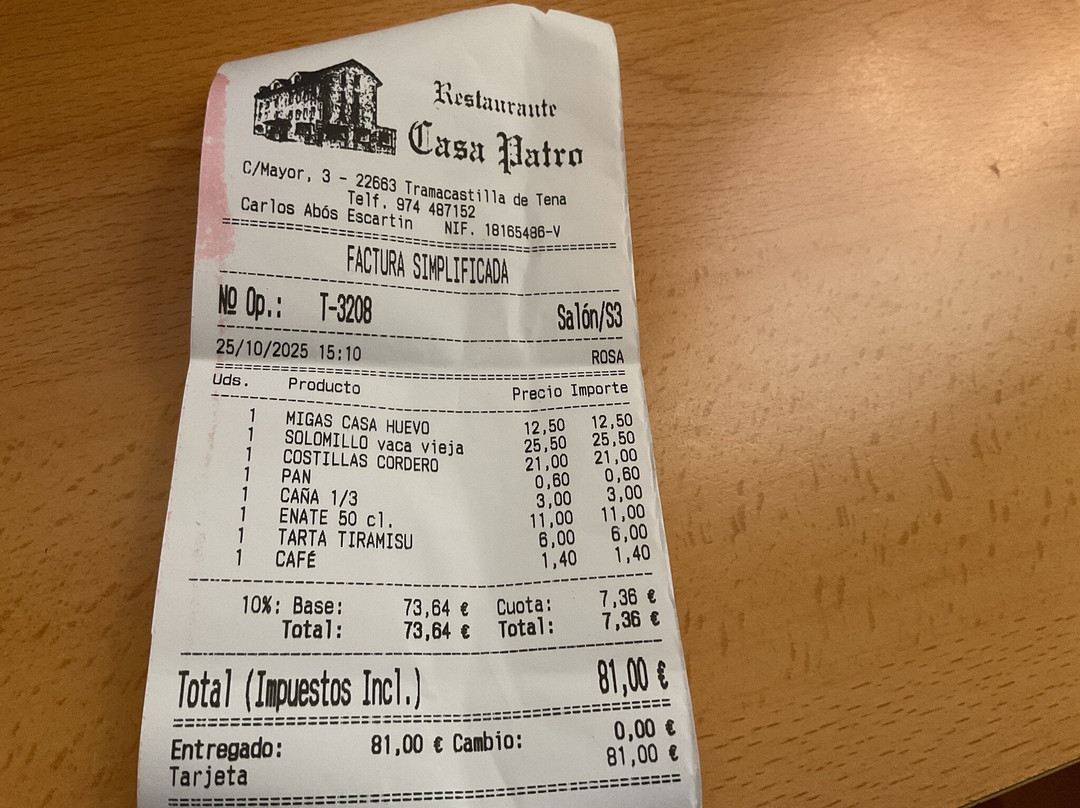 Restaurante
Casa Patro
C/Mayor, 3 - 22663 Tramacastilla de Tena
Telf. 974 487152
Carlos Abós Escartin NIF. 18165486-V
FACTURA SIMPLIFICADA
Nº Op.: T-3208 Salón/S3
25/10/2025 15:10 ROSA
Uds. Producto Precio Importe
1 MIGAS CASA HUEVO 12,50 12,50
1 SOLOMILLO vaca vieja 25,50 25,50
1 COSTILLAS CORDERO 21,00 21,00
1 PAN 0,60 0,60
1 CAÑA 1/3 3,00 3,00
1 ENATE 50 cl. 11,00 11,00
1 TARTA TIRAMISU 6,00 6,00
1 CAFÉ 1,40 1,40
10%: Base: 73,64 € Cuota: 7,36 €
Total: 73,64 € Total: 7,36 €
Total (Impuestos Incl.) 81,00 €
Entregado: 81,00 € Cambio: 0,00 €
Tarjeta 81,00 €